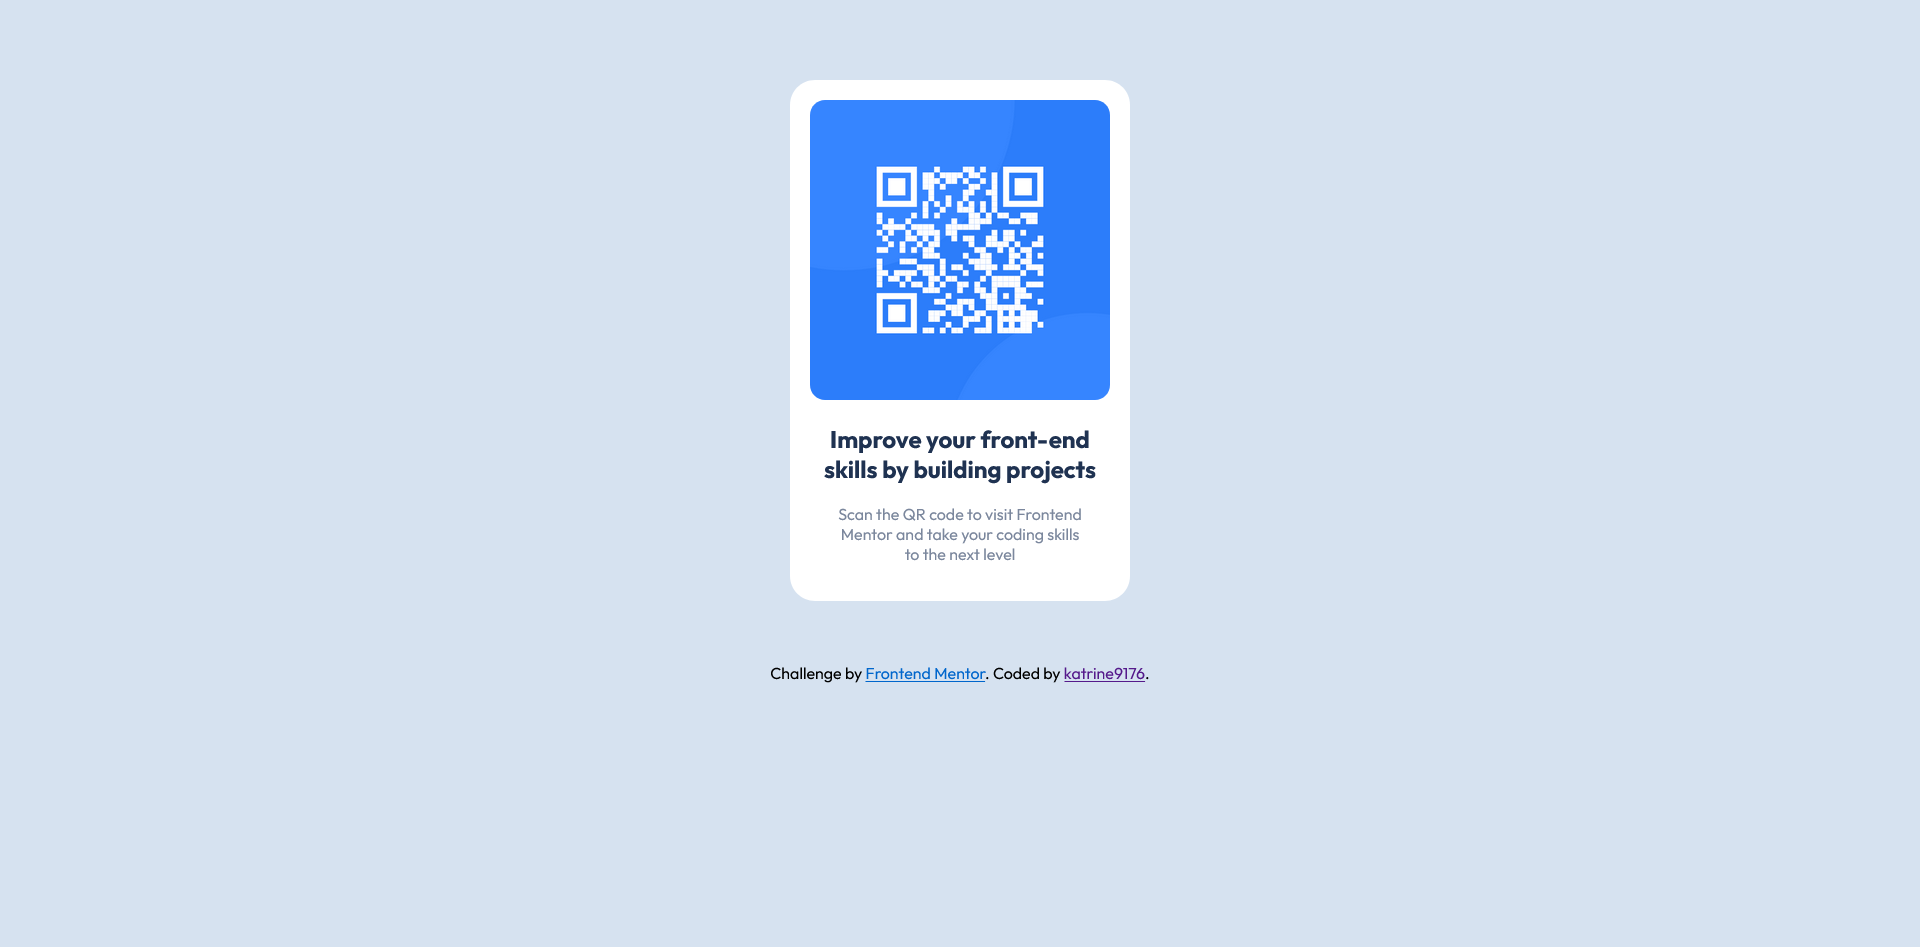 Improve your front-end
skills by building projects
Scan the QR code to visit Frontend
Mentor and take your coding skills
to the next level
Challenge by Frontend Mentor. Coded by katrine9176.